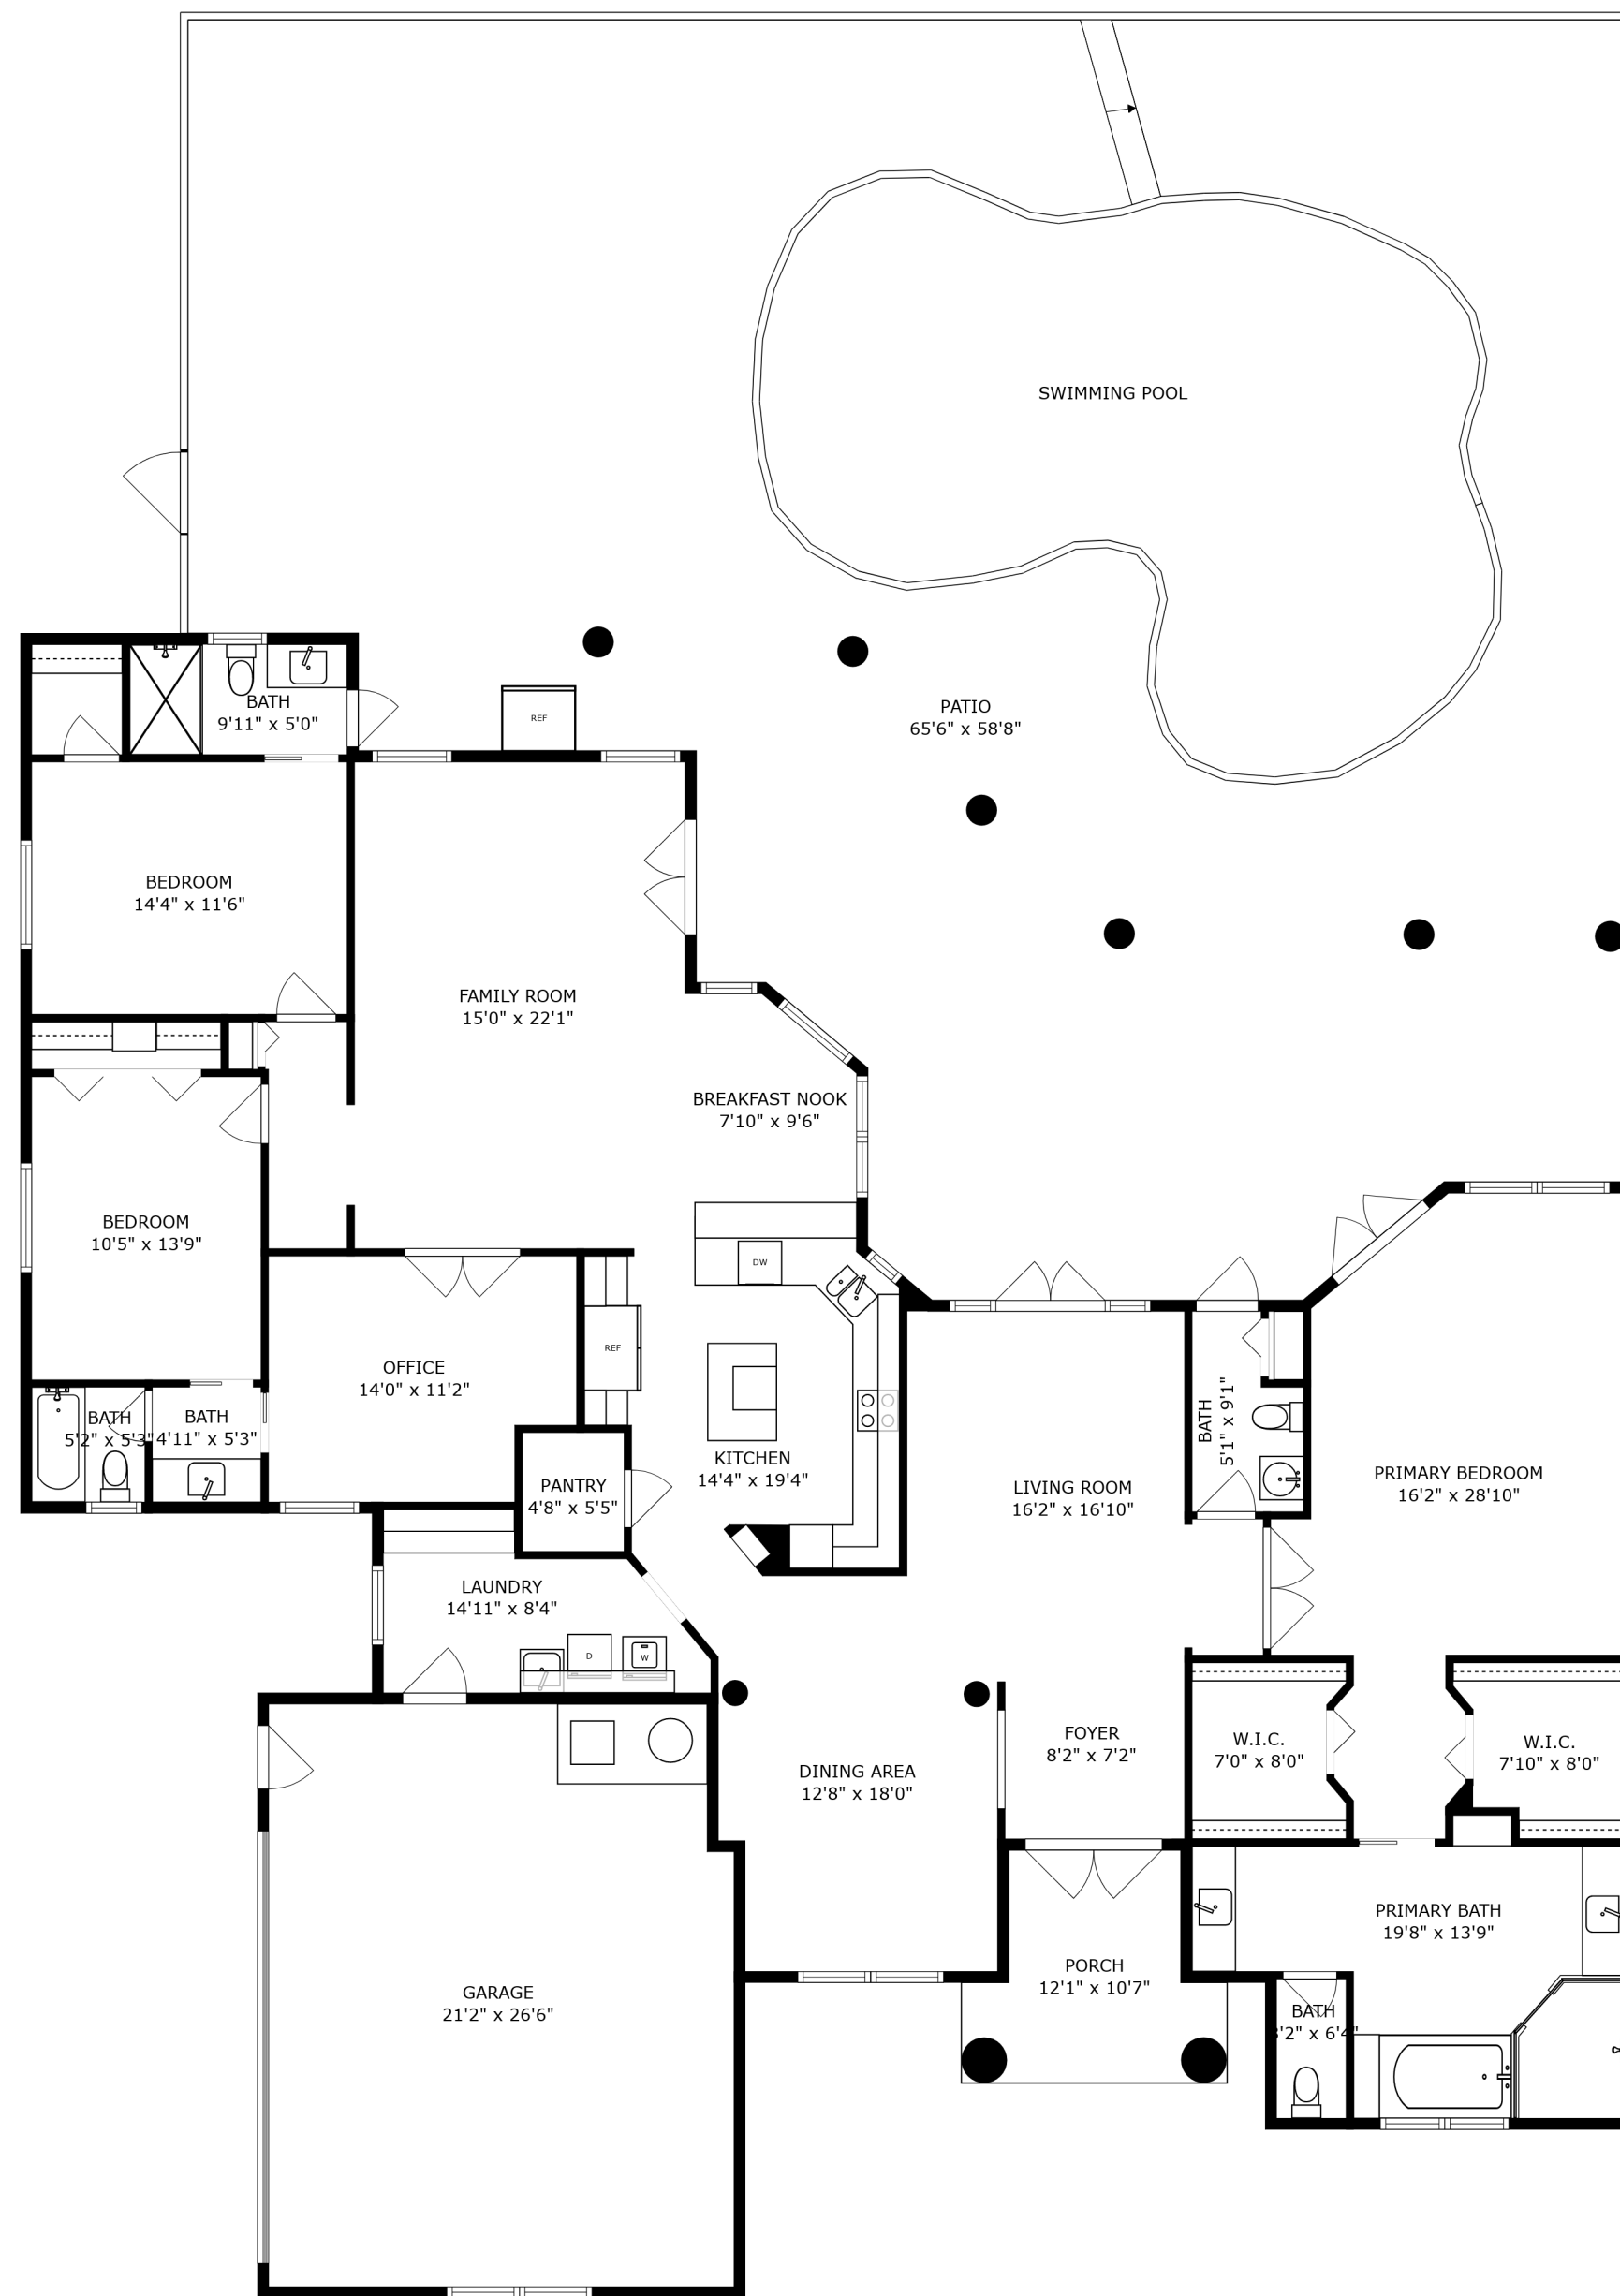 SWIMMING POOL
BATH
9'11" x 5'0"
REF
PATIO
65'6" x 58'8"
BEDROOM
14'4" x 11'6"
FAMILY ROOM
15'0" x 22'1"
BREAKFAST NOOK
7'10" x 9'6"
BEDROOM
10'5" x 13'9"
DW
REF
OFFICE
14'0" x 11'2"
BATH
5'2" x 5'3"
BATH
4'11" x 5'3"
KITCHEN
14'4" x 19'4"
PANTRY
4'8" x 5'5"
LIVING ROOM
16'2" x 16'10"
BATH
5'1" x 9'1"
PRIMARY BEDROOM
16'2" x 28'10"
LAUNDRY
14'11" x 8'4"
D
W
FOYER
8'2" x 7'2"
W.I.C.
7'0" x 8'0"
W.I.C.
7'10" x 8'0"
DINING AREA
12'8" x 18'0"
PRIMARY BATH
19'8" x 13'9"
PORCH
12'1" x 10'7"
GARAGE
21'2" x 26'6"
BATH
'2" x 6'4"